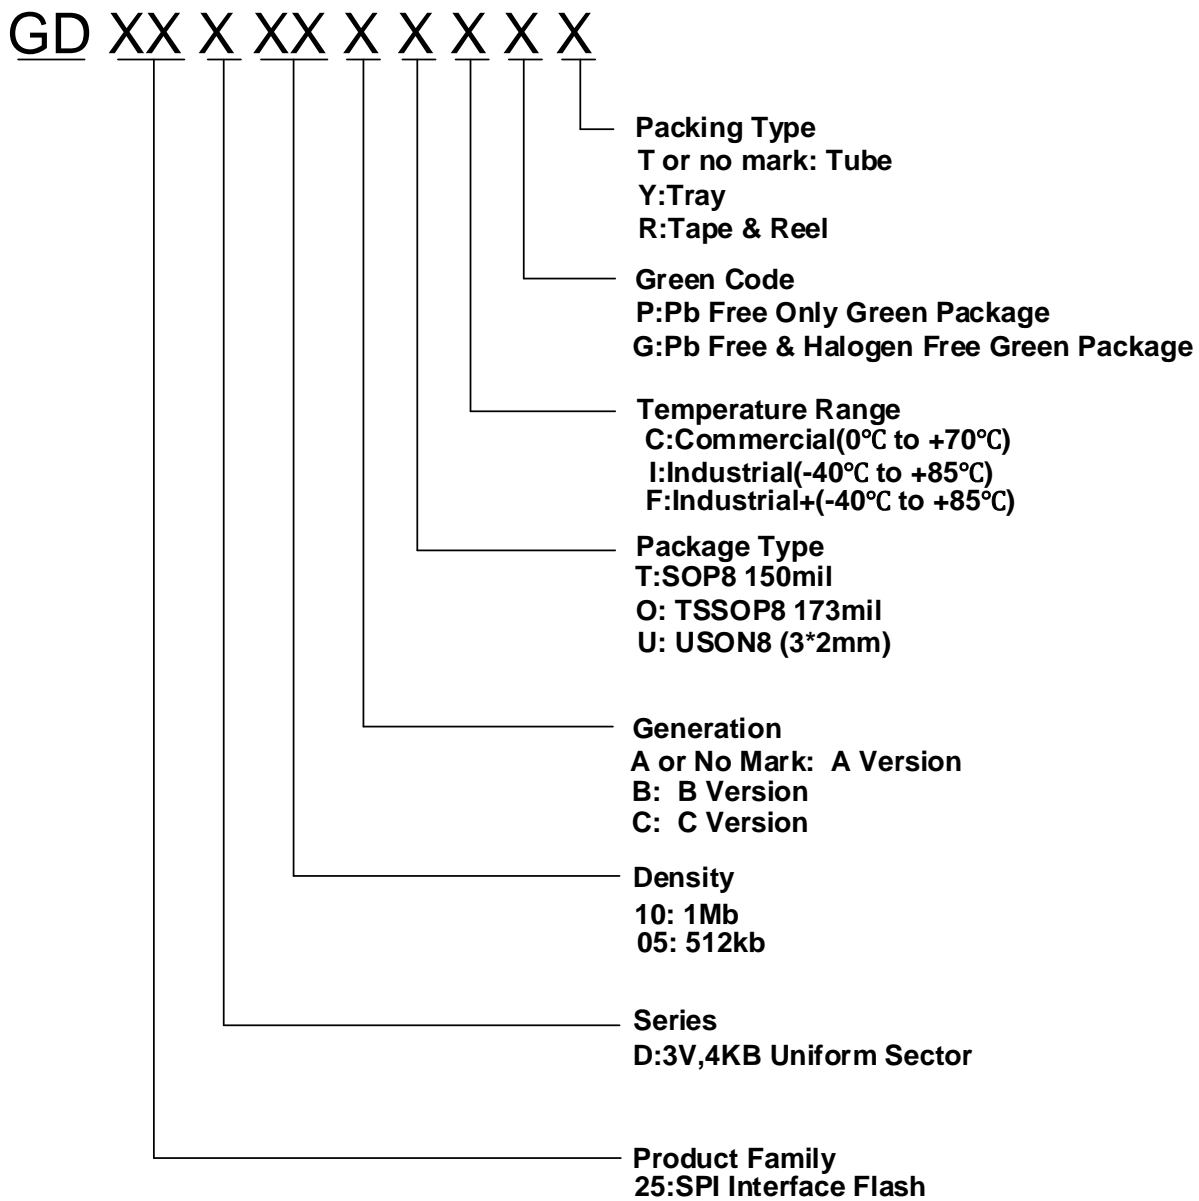 GD XX X XX X X X X X
Packing Type
T or no mark: Tube
Y:Tray
R:Tape & Reel
Green Code
P:Pb Free Only Green Package
G:Pb Free & Halogen Free Green Package
Temperature Range
C:Commercial(0℃ to +70℃)
I:Industrial(-40℃ to +85℃)
F:Industrial+(-40℃ to +85℃)
Package Type
T:SOP8 150mil
O: TSSOP8 173mil
U: USON8 (3*2mm)
Generation
A or No Mark: A Version
B: B Version
C: C Version
Density
10: 1Mb
05: 512kb
Series
D:3V,4KB Uniform Sector
Product Family
25:SPI Interface Flash